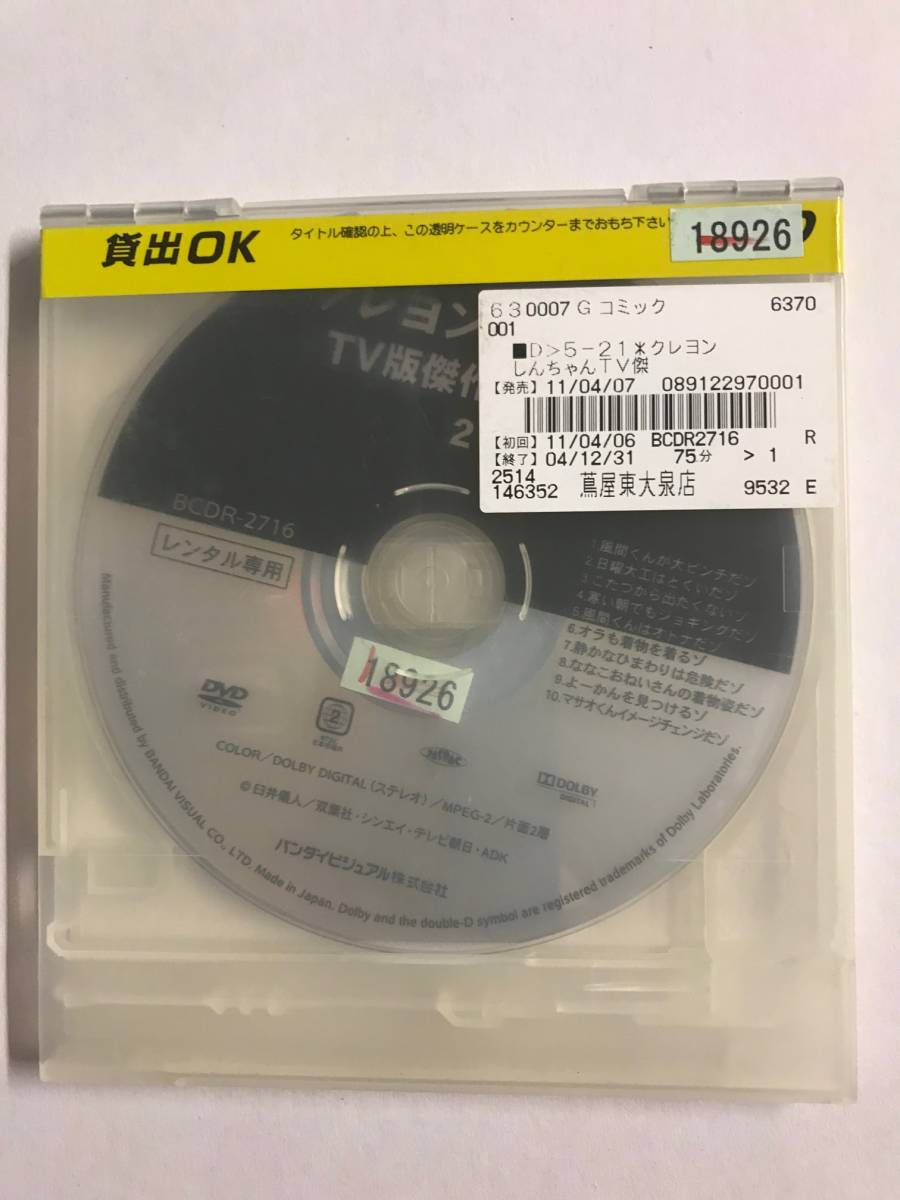 貸出OK
タイトル確認の上、この透明ケースをカウンターまでおもち下さい
18926
630007 G コミック 6370
001
■D>5-21*クレヨン
しんちゃんTV傑
【発売】11/04/07 089122970001
【初回】11/04/06 BCDR2716 R
【終了】04/12/31 75分 > 1
2514
146352 蔦屋東大泉店 9532 E
クレヨン
TV版傑作
2
BCDR-2716
レンタル専用
1.風間くんが大ピンチだゾ
2.日曜大工はとくいだゾ
3.こたつから出たくないゾ
4.寒い朝でもジョギングだゾ
5.風間くんはオトナだゾ
6.オラも着物を着るゾ
7.静かなひまわりは危険だゾ
8.ななこおねいさんの着物姿だゾ
9.よーかんを見つけるゾ
10.マサオくんイメージチェンジだゾ
18926
DVD
VIDEO
2
DOLBY
DIGITAL
COLOR/DOLBY DIGITAL(ステレオ)/MPEG-2/片面2層
©臼井儀人/双葉社・シンエイ・テレビ朝日・ADK
バンダイビジュアル株式会社
Manufactured and distributed by BANDAI VISUAL CO., LTD. Made in Japan. Dolby and the double-D symbol are registered trademarks of Dolby Laboratories.